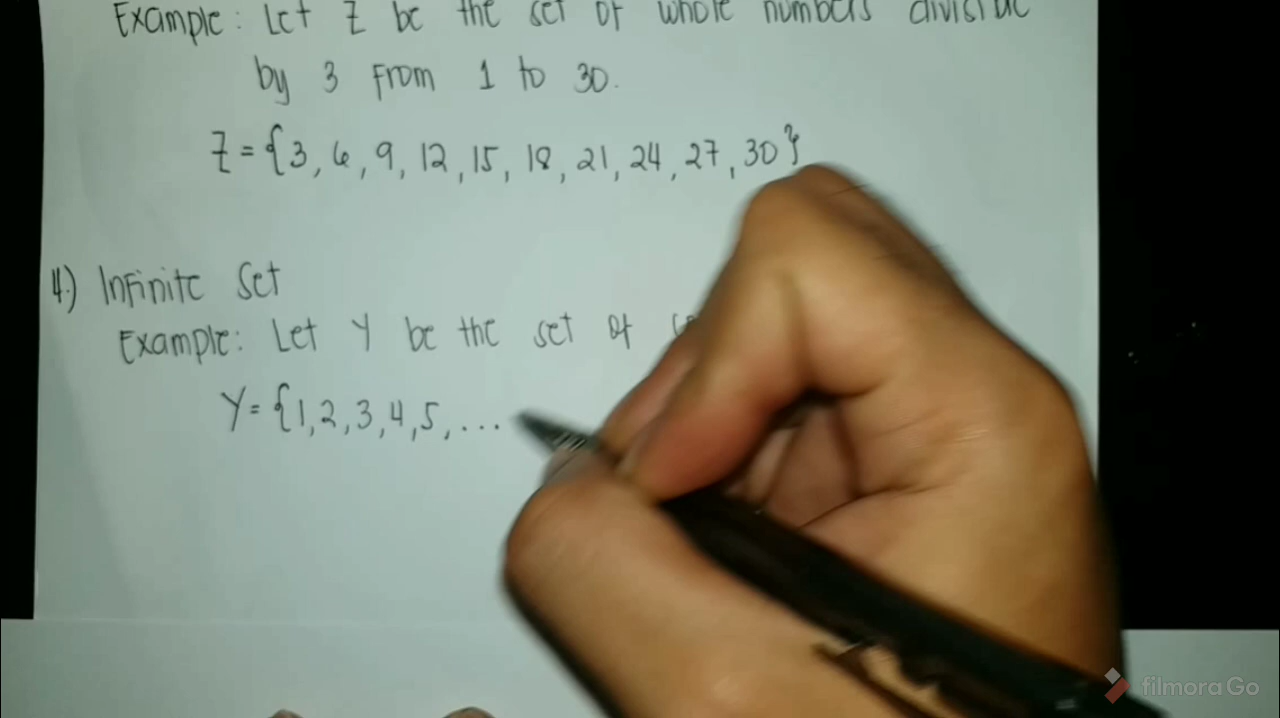 Example: Let Z be the set of whole numbers
by 3 from 1 to 30.
Z = {3, 6, 9, 12, 15, 18, 21, 24, 27, 30}
4.) Infinite Set
Example: Let Y be the set of
Y = {1, 2, 3, 4, 5, ...
filmora Go